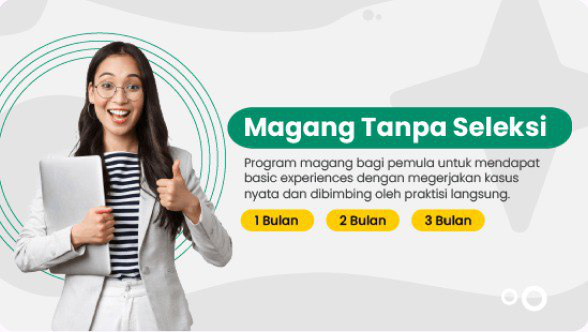 Magang Tanpa Seleksi
Program magang bagi pemula untuk mendapat
basic experiences dengan megerjakan kasus
nyata dan dibimbing oleh praktisi langsung.
1 Bulan 2 Bulan 3 Bulan